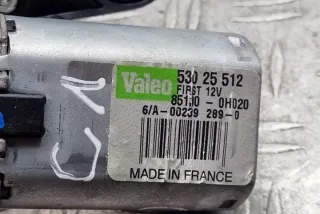 Valeo 530 25 512
FIRST 12V
85130 - 0H020
6/A-00239 289-0
MADE IN FRANCE